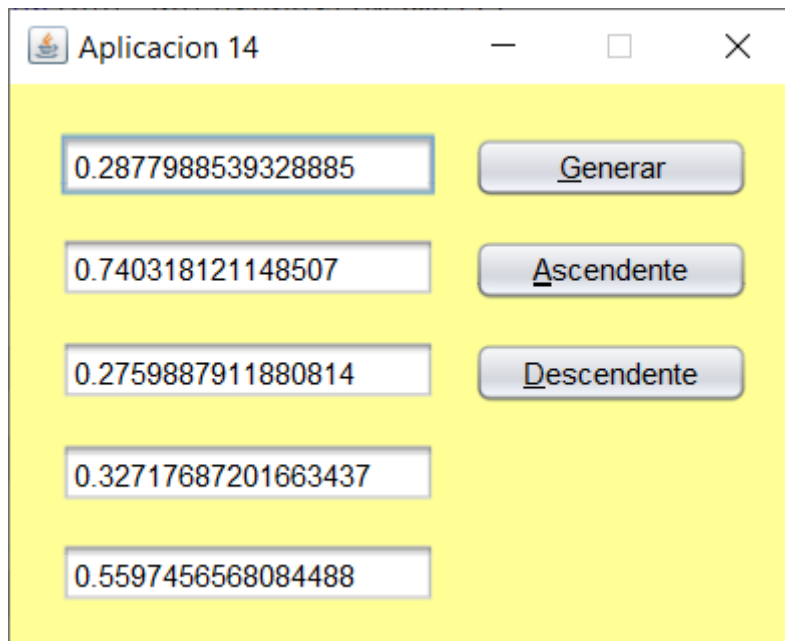 Aplicacion 14
0.2877988539328885
Generar
0.740318121148507
Ascendente
0.2759887911880814
Descendente
0.32717687201663437
0.5597456568084488